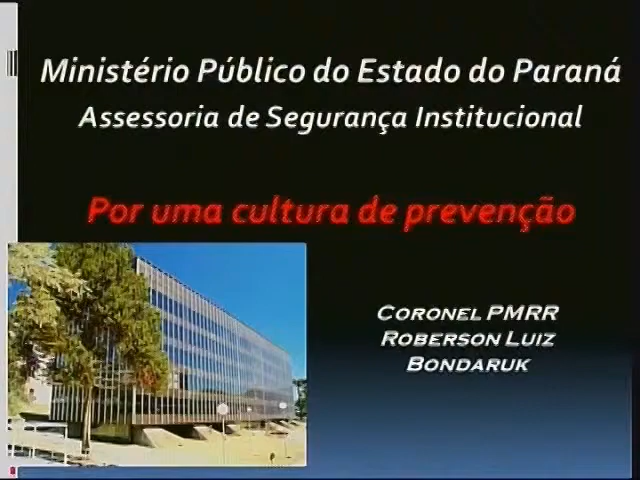 Ministério Público do Estado do Paraná
Assessoria de Segurança Institucional
Por uma cultura de prevenção
CORONEL PMRR
ROBERSON LUIZ
BONDARUK